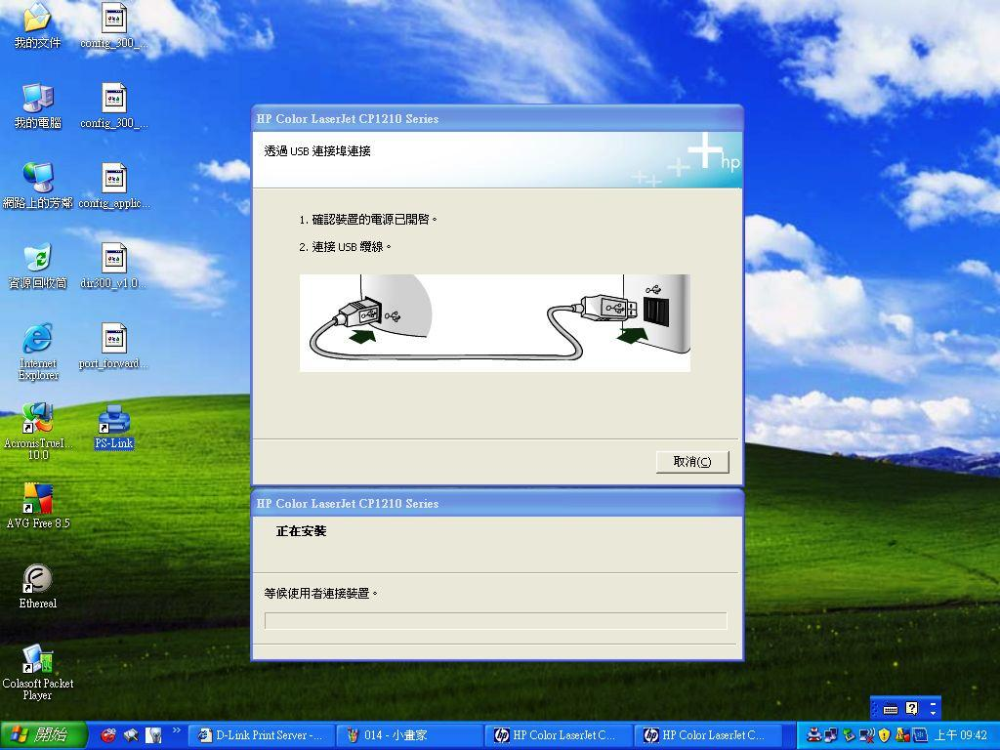 我的文件
config_300_...
我的電腦
config_300_...
網路上的芳鄰
config_applic...
資源回收筒
dir300_v1.0...
Internet
Explorer
port_forward...
AcronisTrueI...
10.0
PS-Link
AVG Free 8.5
Ethereal
Colasoft Packet
Player
HP Color LaserJet CP1210 Series
透過 USB 連接埠連接
hp
1. 確認裝置的電源已開啓。
2. 連接 USB 纜線。
取消(C)
HP Color LaserJet CP1210 Series
正在安裝
等候使用者連接裝置。
開始
D-Link Print Server -...
014 - 小畫家
HP Color LaserJet C...
HP Color LaserJet C...
上午 09:42